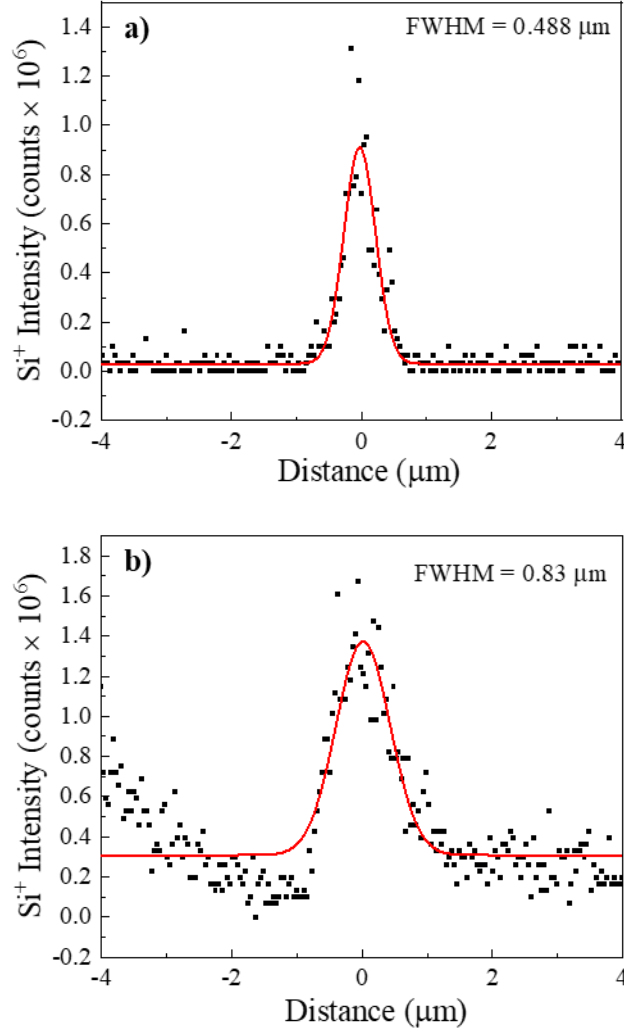 a)
FWHM = 0.488 μm
1.4
1.2
1.0
0.8
0.6
0.4
0.2
0.0
-0.2
Si⁺ Intensity (counts × 10⁶)
-4 -2 0 2 4
Distance (μm)
b)
FWHM = 0.83 μm
1.8
1.6
1.4
1.2
1.0
0.8
0.6
0.4
0.2
0.0
-0.2
Si⁺ Intensity (counts × 10⁶)
-4 -2 0 2 4
Distance (μm)